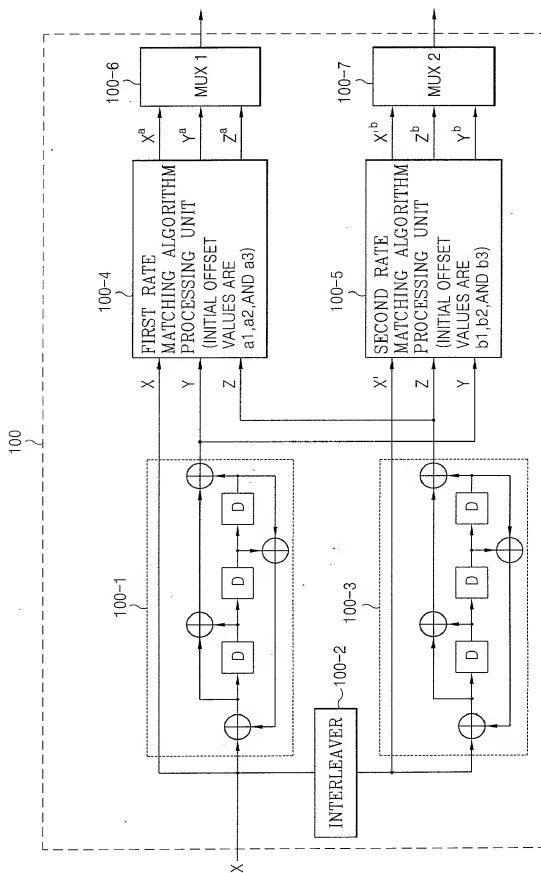 100
X
100-1
D
D
D
100-2
INTERLEAVER
100-3
D
D
D
X
Y
Z
100-4
FIRST RATE
MATCHING ALGORITHM
PROCESSING UNIT
(INITIAL OFFSET
VALUES ARE
a1,a2,AND a3)
Xᵃ
Yᵃ
Zᵃ
100-6
MUX 1
X'
Z
Y
100-5
SECOND RATE
MATCHING ALGORITHM
PROCESSING UNIT
(INITIAL OFFSET
VALUES ARE
b1,b2,AND b3)
X'ᵇ
Zᵇ
Yᵇ
100-7
MUX 2